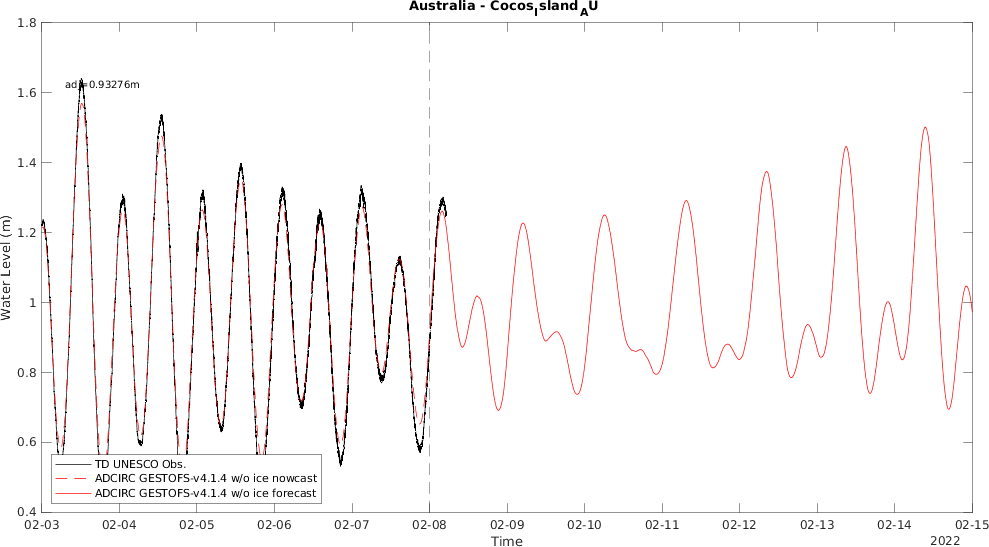 Australia - Cocos_Island_AU
1.8
1.6
1.4
1.2
1
0.8
0.6
0.4
Water Level (m)
adj=0.93276m
TD UNESCO Obs.
ADCIRC GESTOFS-v4.1.4 w/o ice nowcast
ADCIRC GESTOFS-v4.1.4 w/o ice forecast
02-03 02-04 02-05 02-06 02-07 02-08 02-09 02-10 02-11 02-12 02-13 02-14 02-15
Time
2022